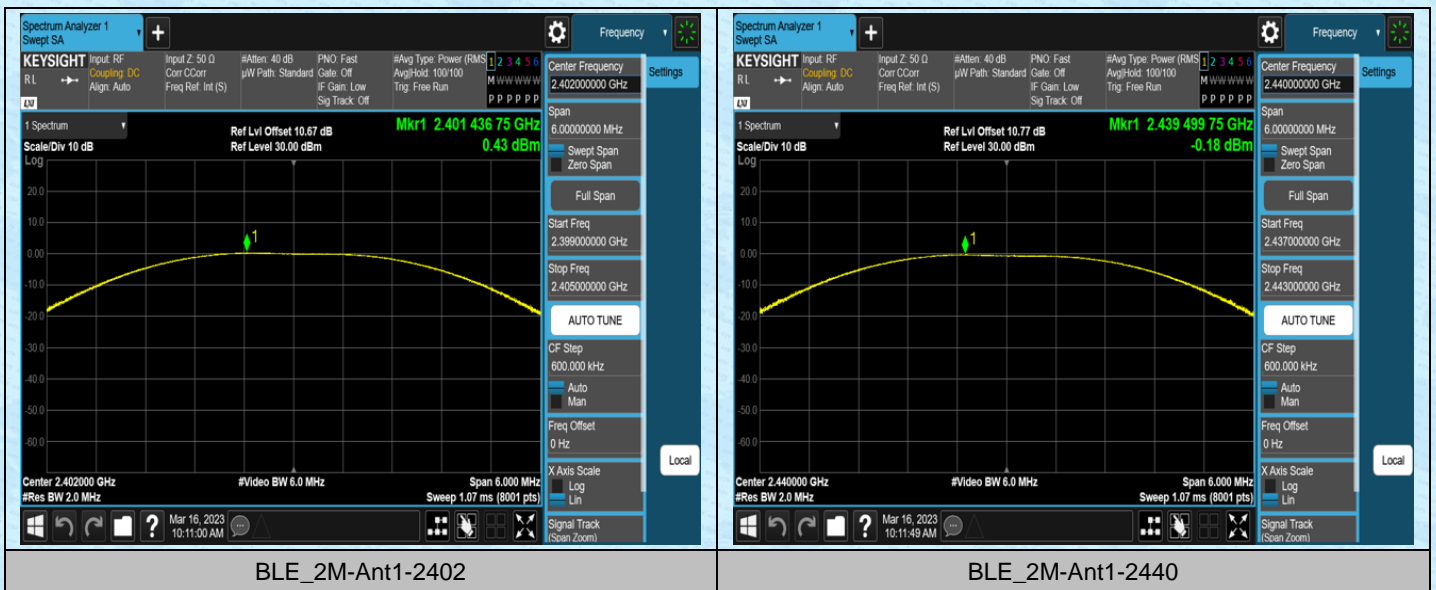 Spectrum Analyzer 1
Swept SA
+
Frequency
KEYSIGHT
RL
LXI
Input: RF
Coupling: DC
Align: Auto
Input Z: 50 Ω
Corr CCorr
Freq Ref: Int (S)
#Atten: 40 dB
µW Path: Standard
PNO: Fast
Gate: Off
IF Gain: Low
Sig Track: Off
#Avg Type: Power (RMS
Avg|Hold: 100/100
Trig: Free Run
1 2 3 4 5 6
M W W W W W
P P P P P P
1 Spectrum
Scale/Div 10 dB
Log
Ref Lvl Offset 10.67 dB
Ref Level 30.00 dBm
Mkr1 2.401 436 75 GHz
0.43 dBm
20.0
10.0
0.00
-10.0
-20.0
-30.0
-40.0
-50.0
-60.0
1
Center 2.402000 GHz
#Res BW 2.0 MHz
#Video BW 6.0 MHz
Span 6.000 MHz
Sweep 1.07 ms (8001 pts)
?
Mar 16, 2023
10:11:00 AM
Center Frequency
2.402000000 GHz
Settings
Span
6.00000000 MHz
Swept Span
Zero Span
Full Span
Start Freq
2.399000000 GHz
Stop Freq
2.405000000 GHz
AUTO TUNE
CF Step
600.000 kHz
Auto
Man
Freq Offset
0 Hz
Local
X Axis Scale
Log
Lin
Signal Track
(Span Zoom)
BLE_2M-Ant1-2402
Spectrum Analyzer 1
Swept SA
+
Frequency
KEYSIGHT
RL
LXI
Input: RF
Coupling: DC
Align: Auto
Input Z: 50 Ω
Corr CCorr
Freq Ref: Int (S)
#Atten: 40 dB
µW Path: Standard
PNO: Fast
Gate: Off
IF Gain: Low
Sig Track: Off
#Avg Type: Power (RMS
Avg|Hold: 100/100
Trig: Free Run
1 2 3 4 5 6
M W W W W W
P P P P P P
1 Spectrum
Scale/Div 10 dB
Log
Ref Lvl Offset 10.77 dB
Ref Level 30.00 dBm
Mkr1 2.439 499 75 GHz
-0.18 dBm
20.0
10.0
0.00
-10.0
-20.0
-30.0
-40.0
-50.0
-60.0
1
Center 2.440000 GHz
#Res BW 2.0 MHz
#Video BW 6.0 MHz
Span 6.000 MHz
Sweep 1.07 ms (8001 pts)
?
Mar 16, 2023
10:11:49 AM
Center Frequency
2.440000000 GHz
Settings
Span
6.00000000 MHz
Swept Span
Zero Span
Full Span
Start Freq
2.437000000 GHz
Stop Freq
2.443000000 GHz
AUTO TUNE
CF Step
600.000 kHz
Auto
Man
Freq Offset
0 Hz
Local
X Axis Scale
Log
Lin
Signal Track
(Span Zoom)
BLE_2M-Ant1-2440